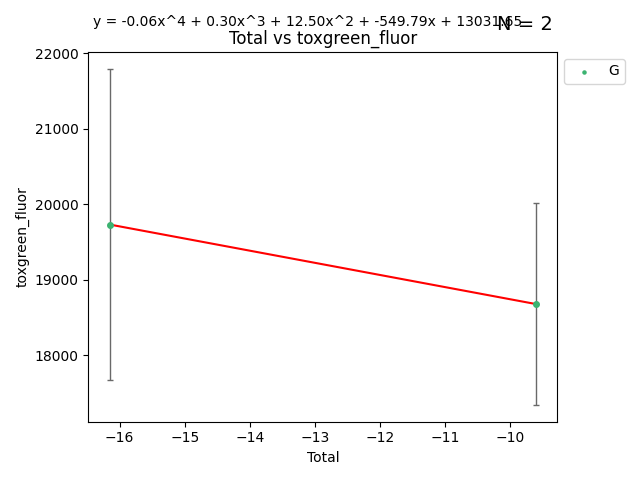 y = -0.06x^4 + 0.30x^3 + 12.50x^2 + -549.79x + 13031.65
N = 2
Total vs toxgreen_fluor
G
22000
21000
20000
19000
18000
toxgreen_fluor
−16 −15 −14 −13 −12 −11 −10
Total